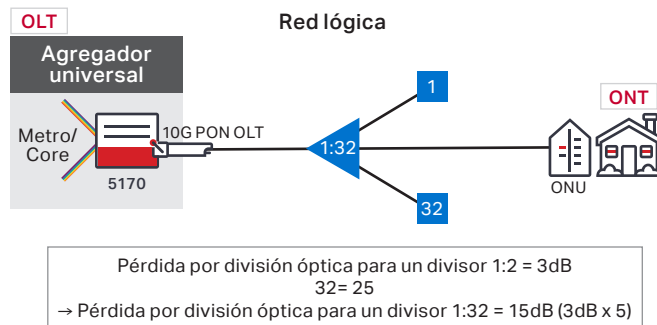 OLT
Red lógica
Agregador
universal
Metro/
Core
10G PON OLT
5170
1:32
1
32
ONT
ONU
Pérdida por división óptica para un divisor 1:2 = 3dB
32= 25
→ Pérdida por división óptica para un divisor 1:32 = 15dB (3dB x 5)